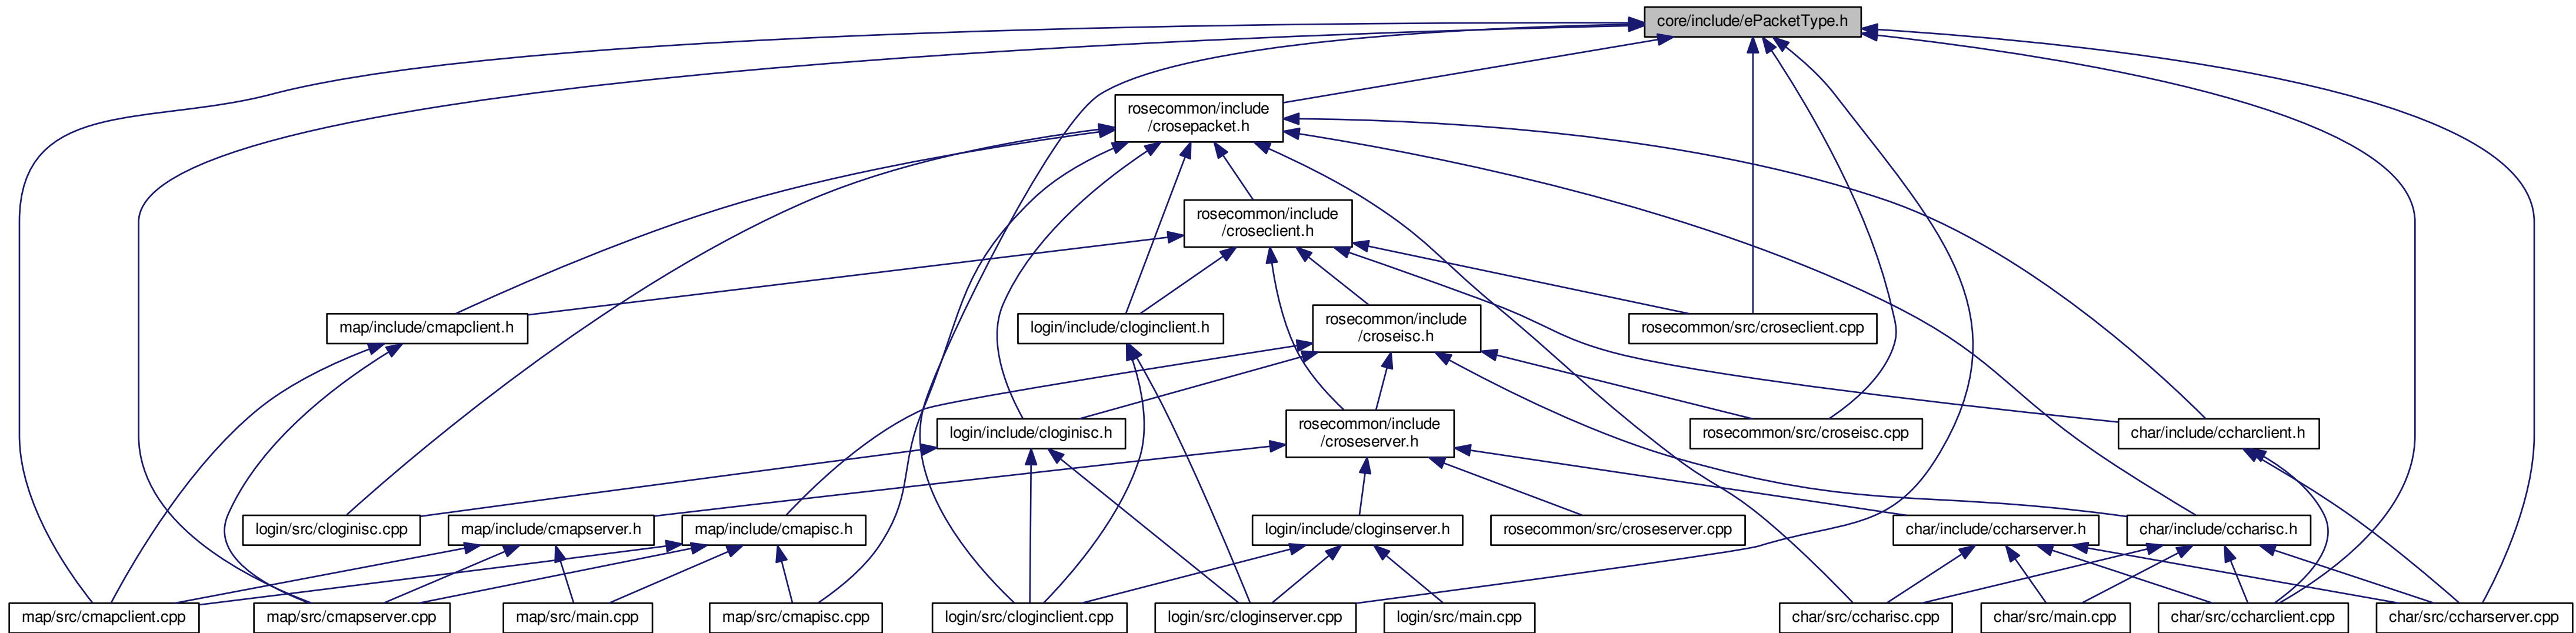 core/include/ePacketType.h
rosecommon/include
/crosepacket.h
rosecommon/include
/croseclient.h
map/include/cmapclient.h
login/include/cloginclient.h
rosecommon/include
/croseisc.h
rosecommon/src/croseclient.cpp
login/include/cloginisc.h
rosecommon/include
/croseserver.h
rosecommon/src/croseisc.cpp
char/include/ccharclient.h
login/src/cloginisc.cpp
map/include/cmapserver.h
map/include/cmapisc.h
login/include/cloginserver.h
rosecommon/src/croseserver.cpp
char/include/ccharserver.h
char/include/ccharisc.h
map/src/cmapclient.cpp
map/src/cmapserver.cpp
map/src/main.cpp
map/src/cmapisc.cpp
login/src/cloginclient.cpp
login/src/cloginserver.cpp
login/src/main.cpp
char/src/ccharisc.cpp
char/src/main.cpp
char/src/ccharclient.cpp
char/src/ccharserver.cpp